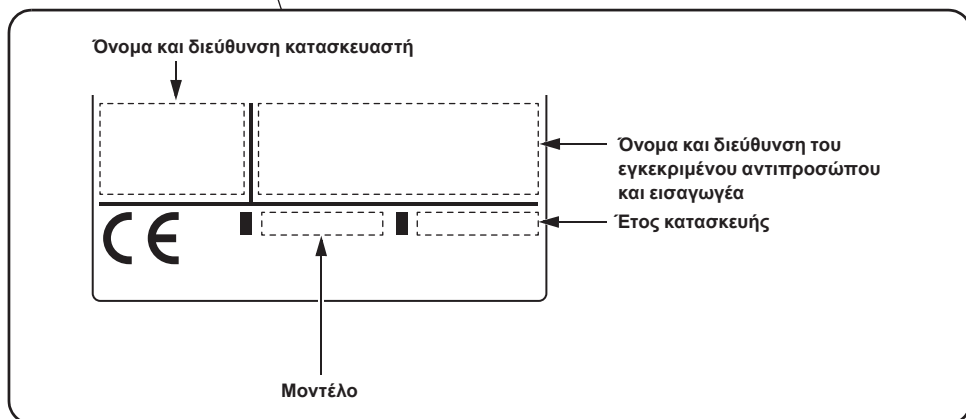 Όνομα και διεύθυνση κατασκευαστή
Όνομα και διεύθυνση του
εγκεκριμένου αντιπροσώπου
και εισαγωγέα
Έτος κατασκευής
CE
Μοντέλο